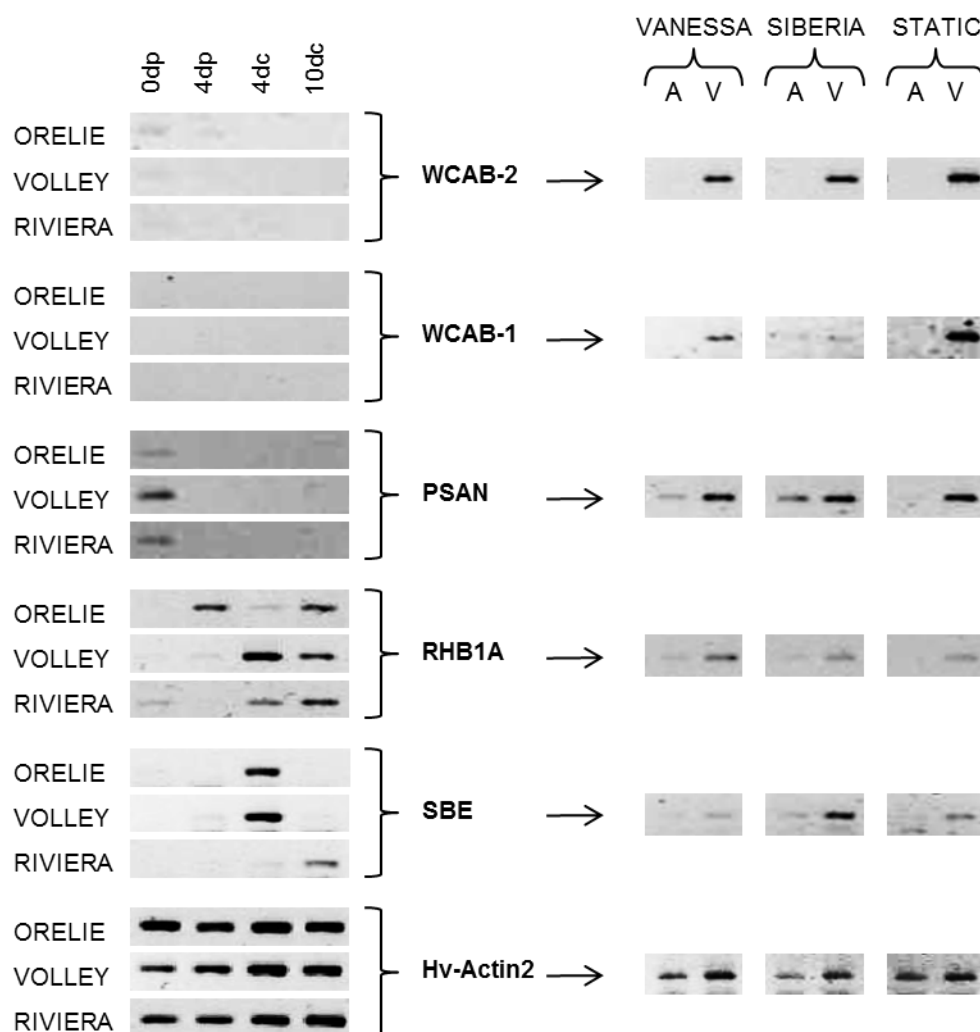 VANESSA SIBERIA STATIC
0dp 4dp 4dc 10dc
A V A V A V
ORELIE
VOLLEY
RIVIERA
WCAB-2
ORELIE
VOLLEY
RIVIERA
WCAB-1
ORELIE
VOLLEY
RIVIERA
PSAN
ORELIE
VOLLEY
RIVIERA
RHB1A
ORELIE
VOLLEY
RIVIERA
SBE
ORELIE
VOLLEY
RIVIERA
Hv-Actin2